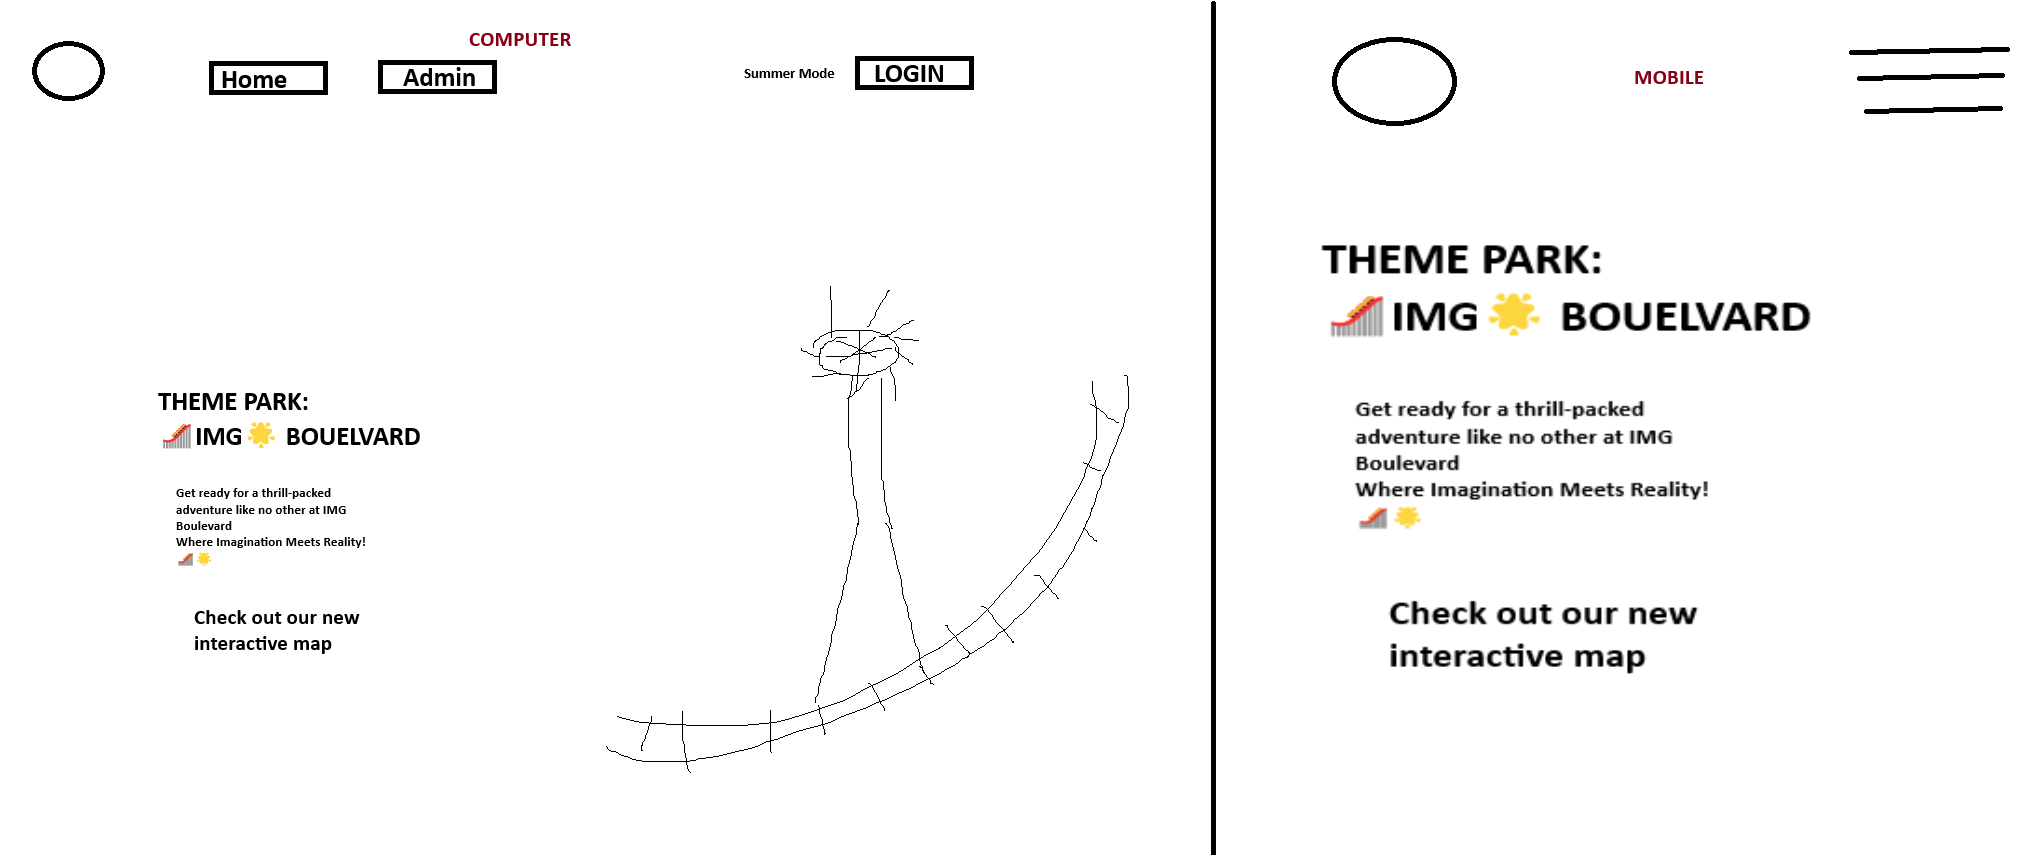 COMPUTER
Home
Admin
Summer Mode
LOGIN
THEME PARK:
🎢IMG🌟 BOUELVARD
Get ready for a thrill-packed
adventure like no other at IMG
Boulevard
Where Imagination Meets Reality!
🎢🌟
Check out our new
interactive map
MOBILE
THEME PARK:
🎢IMG🌟 BOUELVARD
Get ready for a thrill-packed
adventure like no other at IMG
Boulevard
Where Imagination Meets Reality!
🎢🌟
Check out our new
interactive map